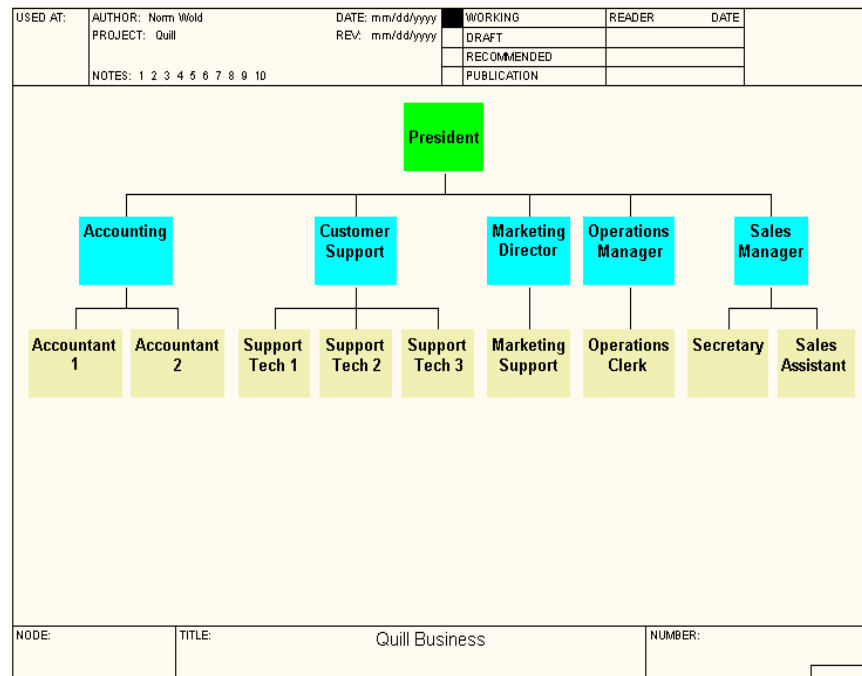 USED AT:
AUTHOR: Norm Wold
DATE: mm/dd/yyyy
WORKING
READER
DATE
PROJECT: Quill
REV: mm/dd/yyyy
DRAFT
RECOMMENDED
NOTES: 1 2 3 4 5 6 7 8 9 10
PUBLICATION
President
Accounting
Customer
Support
Marketing
Director
Operations
Manager
Sales
Manager
Accountant
1
Accountant
2
Support
Tech 1
Support
Tech 2
Support
Tech 3
Marketing
Support
Operations
Clerk
Secretary
Sales
Assistant
NODE:
TITLE:
Quill Business
NUMBER: